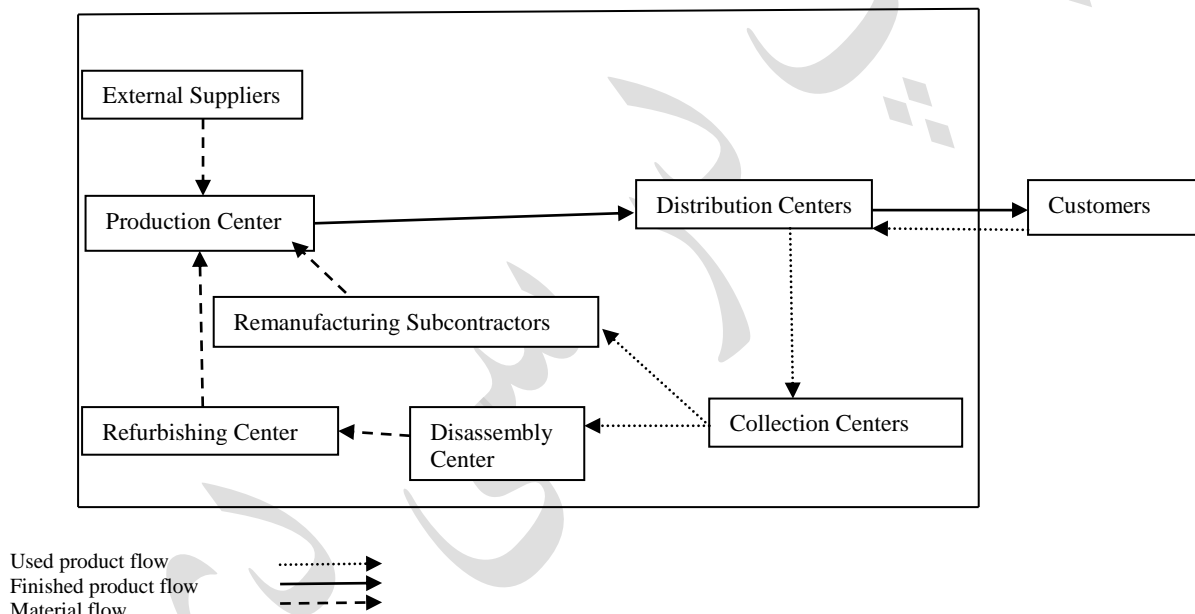 External Suppliers
Production Center
Distribution Centers
Customers
Remanufacturing Subcontractors
Refurbishing Center
Disassembly
Center
Collection Centers
Used product flow
Finished product flow
Material flow